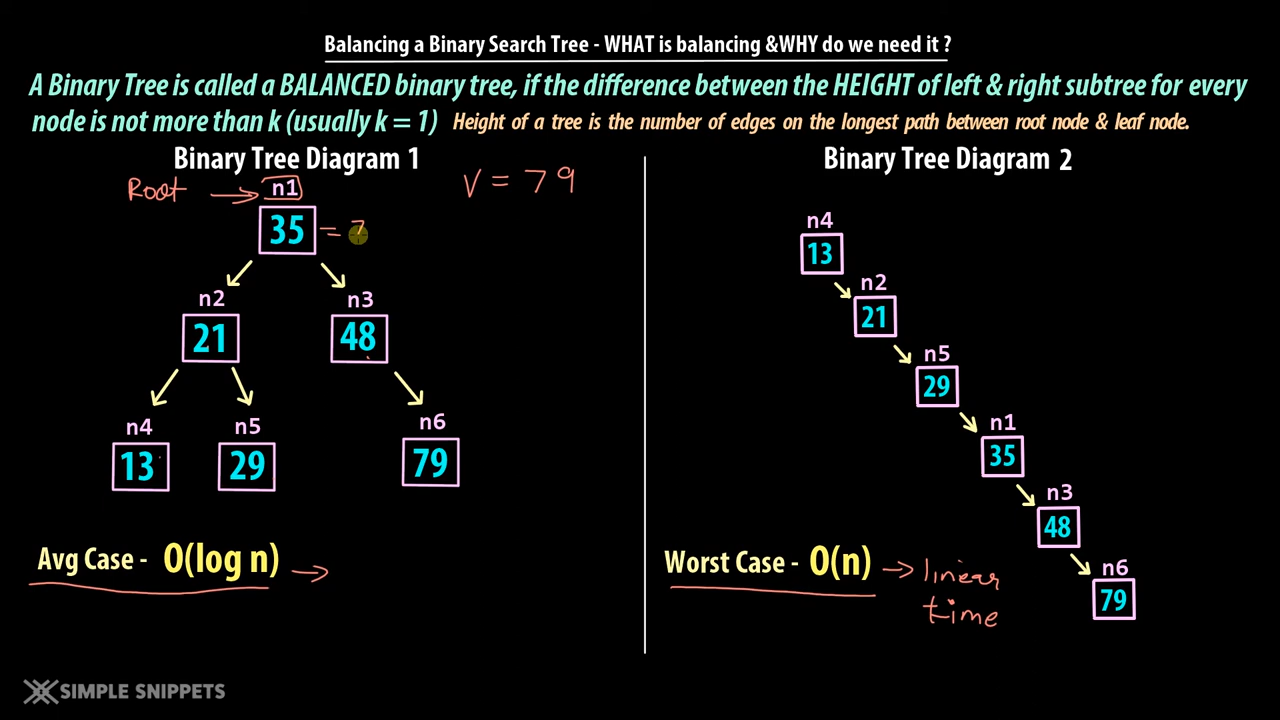 Balancing a Binary Search Tree - WHAT is balancing &WHY do we need it ?
A Binary Tree is called a BALANCED binary tree, if the difference between the HEIGHT of left & right subtree for every
node is not more than k (usually k = 1) Height of a tree is the number of edges on the longest path between root node & leaf node.
Binary Tree Diagram 1
Root n1
V = 79
35 = 7
n2 n3
21 48
n4 n5 n6
13 29 79
Avg Case - O(log n)
Binary Tree Diagram 2
n4
13
n2
21
n5
29
n1
35
n3
48
n6
79
Worst Case - O(n) linear
time
SIMPLE SNIPPETS